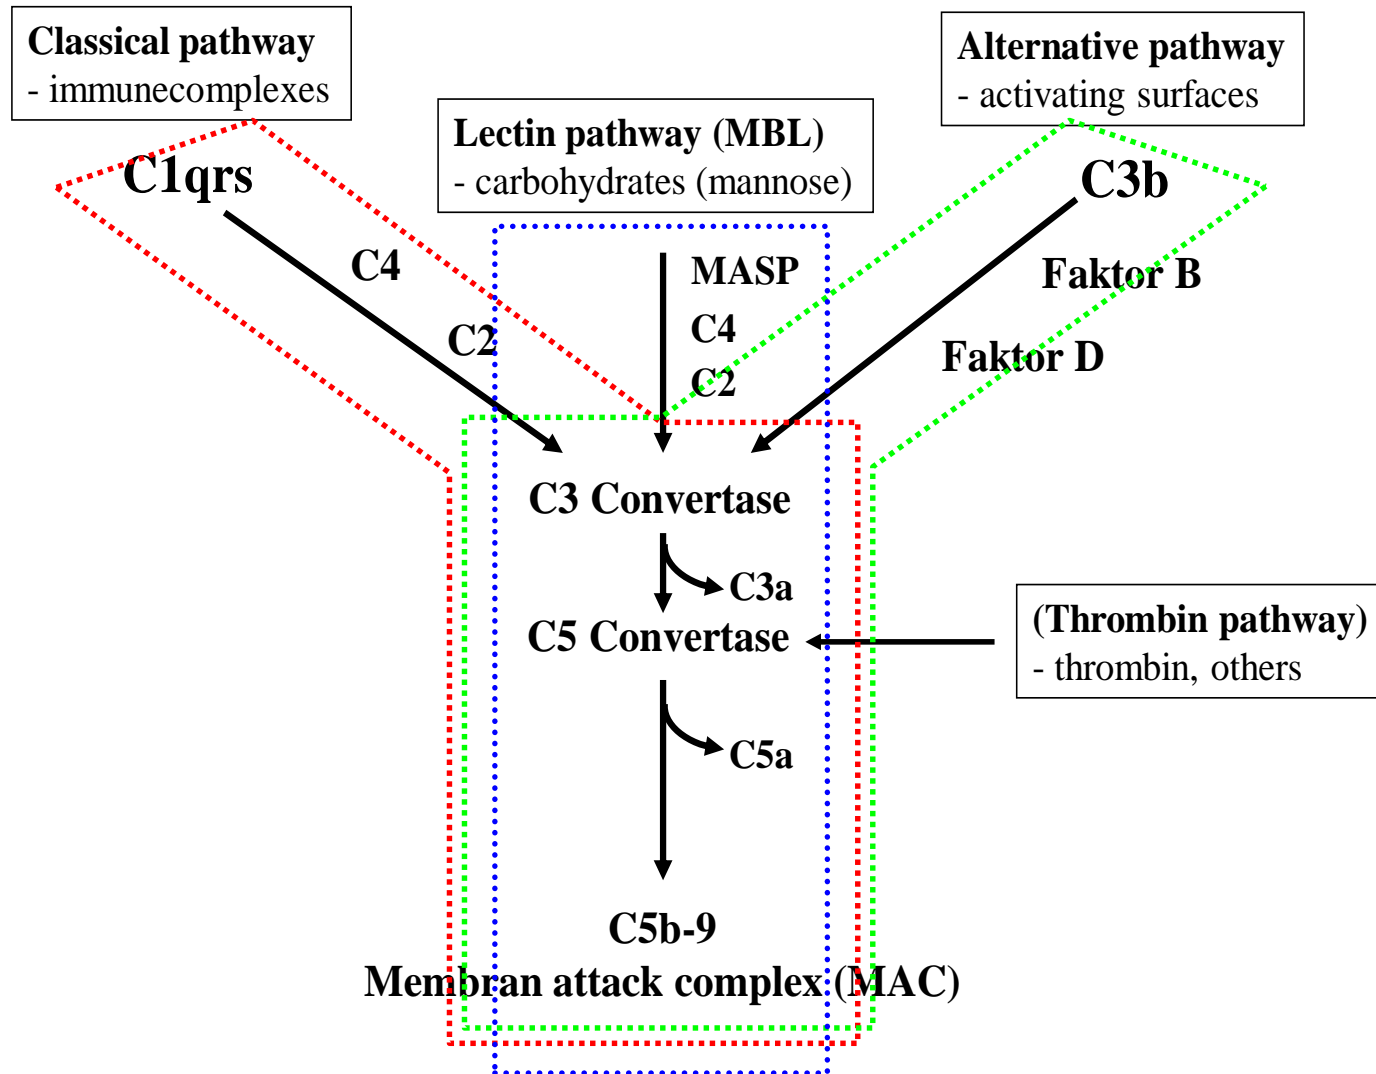 Classical pathway
- immunecomplexes
Alternative pathway
- activating surfaces
Lectin pathway (MBL)
- carbohydrates (mannose)
C1qrs
C3b
C4
MASP
Faktor B
C2
C4
Faktor D
C2
C3 Convertase
C3a
C5 Convertase
(Thrombin pathway)
- thrombin, others
C5a
C5b-9
Membran attack complex (MAC)